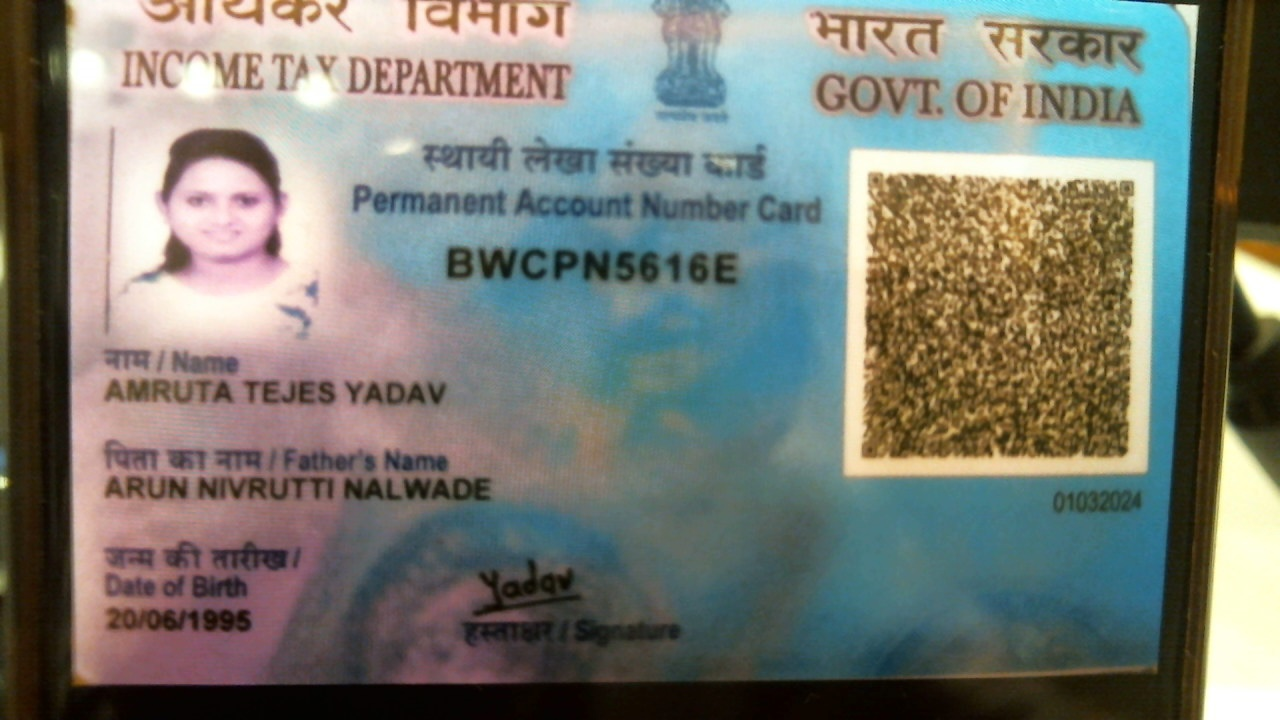 आयकर विभाग
INCOME TAX DEPARTMENT
भारत सरकार
GOVT. OF INDIA
स्थायी लेखा संख्या कार्ड
Permanent Account Number Card
BWCPN5616E
नाम / Name
AMRUTA TEJES YADAV
पिता का नाम / Father's Name
ARUN NIVRUTTI NALWADE
01032024
जन्म की तारीख /
Date of Birth
20/06/1995
Yadav
हस्ताक्षर / Signature